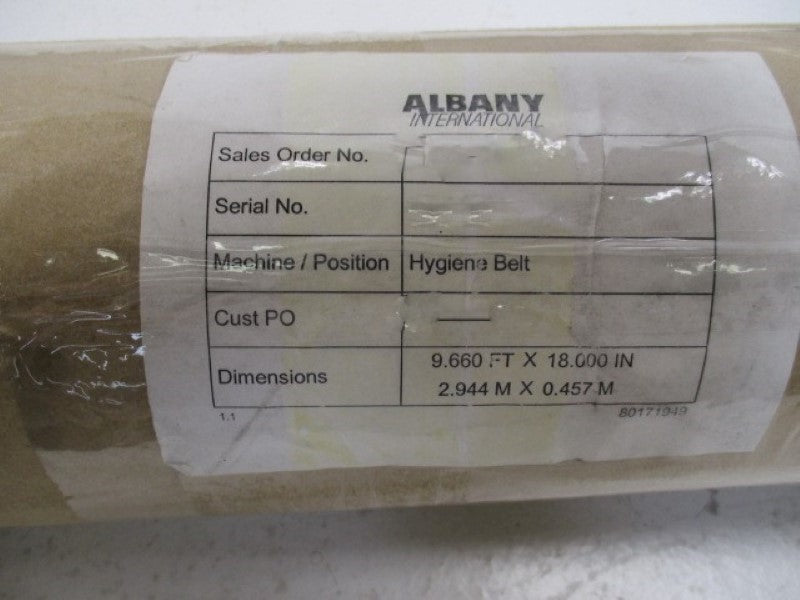 ALBANY
INTERNATIONAL
Sales Order No.
Serial No.
Machine / Position Hygiene Belt
Cust PO
Dimensions
9.660 FT X 18.000 IN
2.944 M X 0.457 M
1.1
80171949